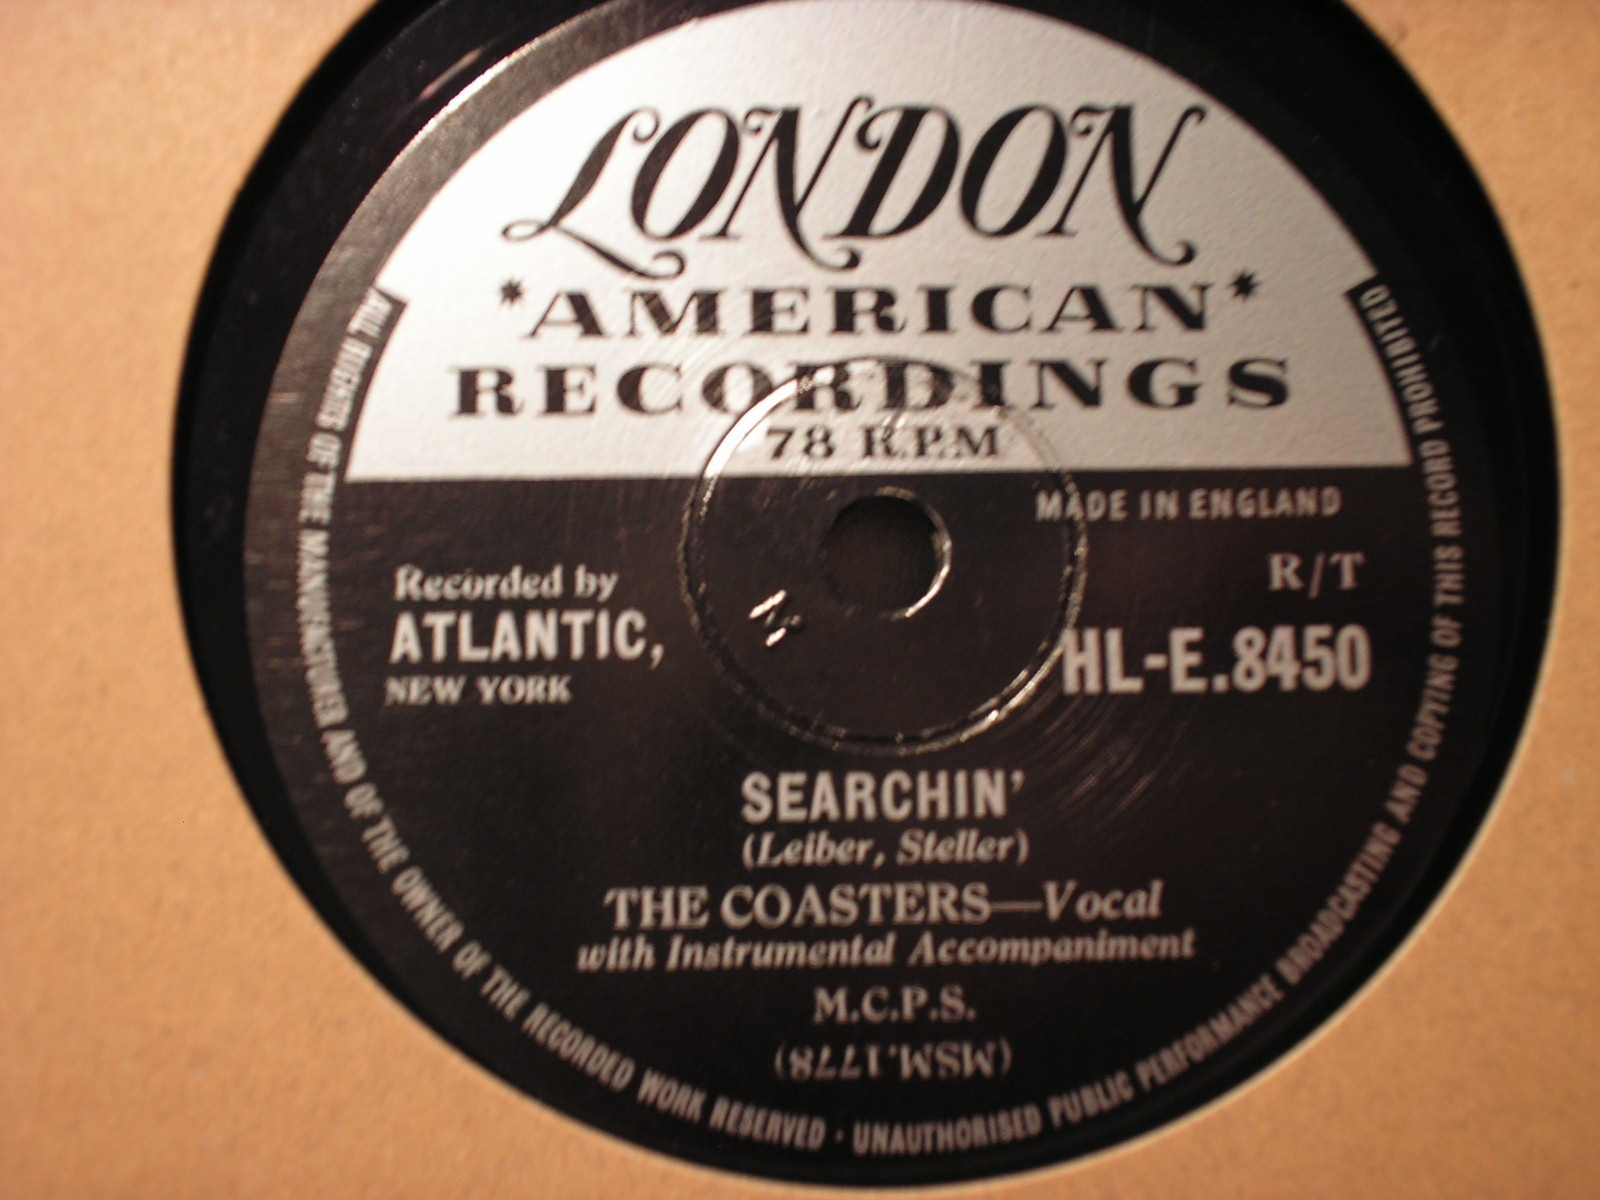 LONDON
*AMERICAN*
RECORDINGS
78 R.P.M
MADE IN ENGLAND
R/T
Recorded by
ATLANTIC,
NEW YORK
HL-E.8450
SEARCHIN'
(Leiber, Steller)
THE COASTERS—Vocal
with Instrumental Accompaniment
M.C.P.S.
(MSM.1778)
ALL RIGHTS OF THE MANUFACTURER AND OF THE OWNER OF THE RECORDED WORK RESERVED · UNAUTHORISED PUBLIC PERFORMANCE BROADCASTING AND COPYING OF THIS RECORD PROHIBITED